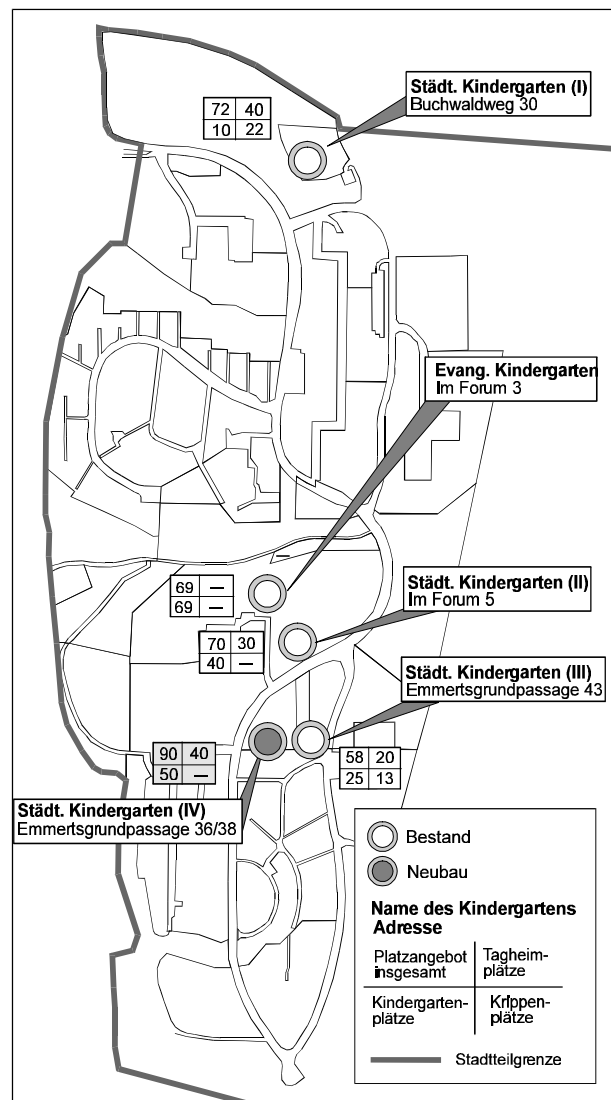 Städt. Kindergarten (I)
Buchwaldweg 30
72 40
10 22
Evang. Kindergarten
Im Forum 3
69 —
69 —
Städt. Kindergarten (II)
Im Forum 5
70 30
40 —
Städt. Kindergarten (III)
Emmertsgrundpassage 43
58 20
25 13
90 40
50 —
Städt. Kindergarten (IV)
Emmertsgrundpassage 36/38
Bestand
Neubau
Name des Kindergartens
Adresse
Platzangebot insgesamt
Tagheim-
plätze
Kindergarten-
plätze
Krippen-
plätze
Stadtteilgrenze